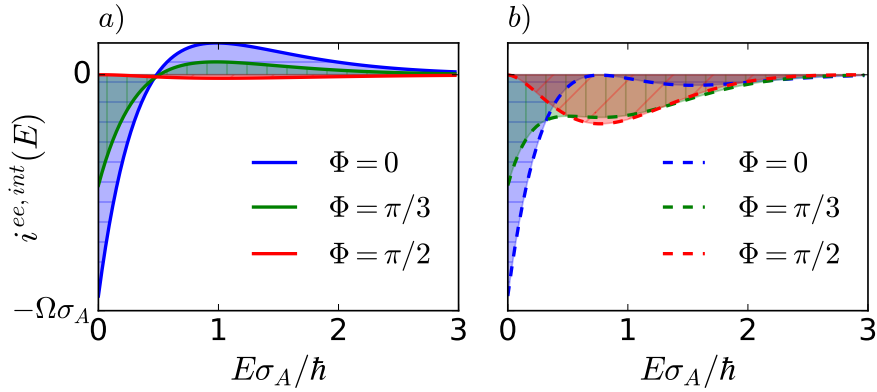 a)
b)
0
i^{ee,int}(E)
−Ωσ_A
Φ = 0
Φ = π/3
Φ = π/2
Φ = 0
Φ = π/3
Φ = π/2
0 1 2 3
0 1 2 3
Eσ_A/ħ
Eσ_A/ħ